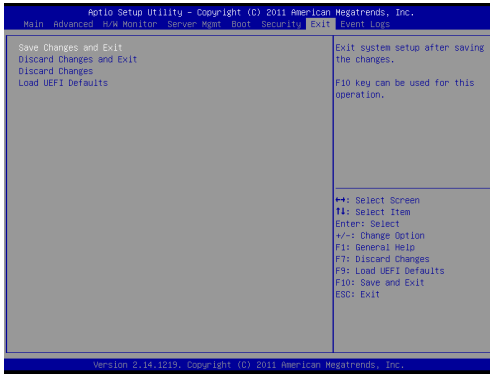 Aptio Setup Utility – Copyright (C) 2011 American Megatrends, Inc.
Main Advanced H/W Monitor Server Mgmt Boot Security Exit Event Logs
Save Changes and Exit
Discard Changes and Exit
Discard Changes
Load UEFI Defaults
Exit system setup after saving
the changes.
F10 key can be used for this
operation.
↔: Select Screen
↑↓: Select Item
Enter: Select
+/-: Change Option
F1: General Help
F7: Discard Changes
F9: Load UEFI Defaults
F10: Save and Exit
ESC: Exit
Version 2.14.1219. Copyright (C) 2011 American Megatrends, Inc.